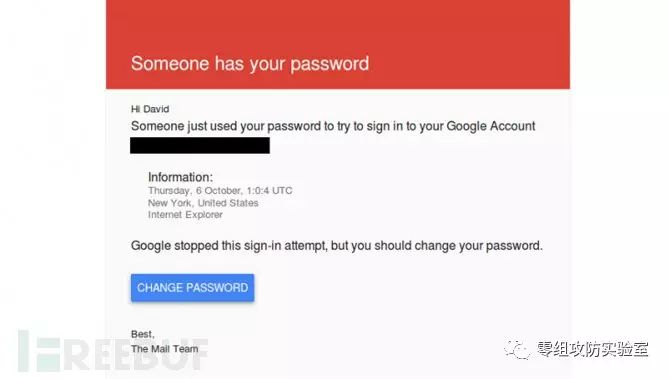 Someone has your password
Hi David
Someone just used your password to try to sign in to your Google Account
Information:
Thursday, 6 October, 1:0:4 UTC
New York, United States
Internet Explorer
Google stopped this sign-in attempt, but you should change your password.
CHANGE PASSWORD
Best,
The Mail Team
FREEBUF
零组攻防实验室